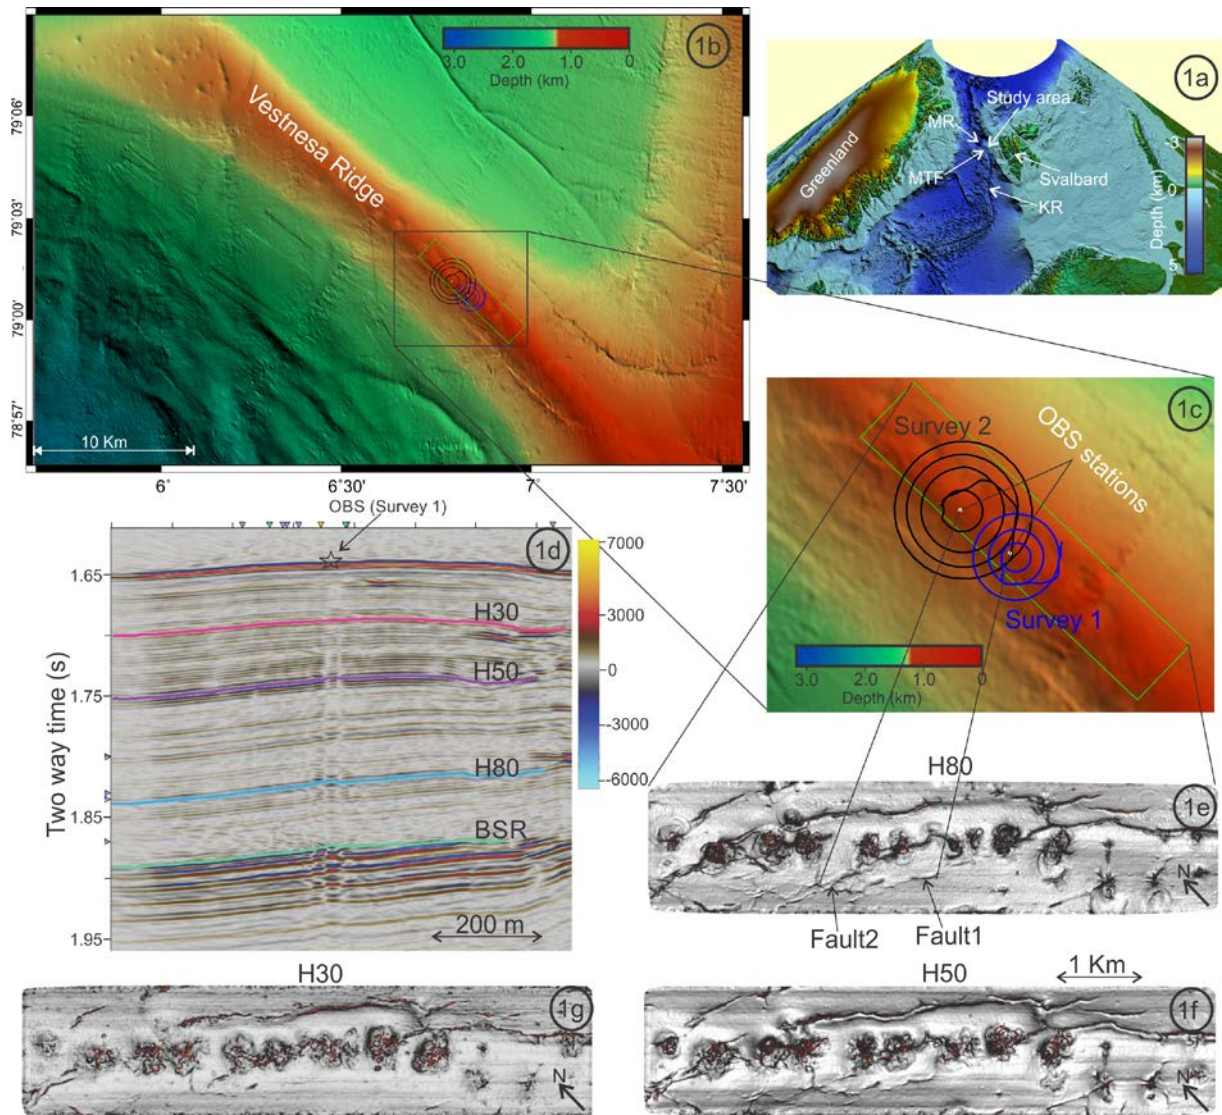 1b
3.0
2.0
1.0
0
Depth (km)
Vestnesa Ridge
79°06'
79°03'
79°00'
78°57'
10 Km
6°
6°30'
7°
7°30'
1a
Study area
MR
MTF
Greenland
Svalbard
KR
Depth (km)
-3
0
5
1c
Survey 2
OBS stations
Survey 1
3.0
2.0
1.0
0
Depth (km)
OBS (Survey 1)
1d
Two way time (s)
1.65
1.75
1.85
1.95
H30
H50
H80
BSR
200 m
7000
3000
0
-3000
-6000
H80
1e
N
Fault2
Fault1
H30
1g
N
H50
1 Km
1f
N